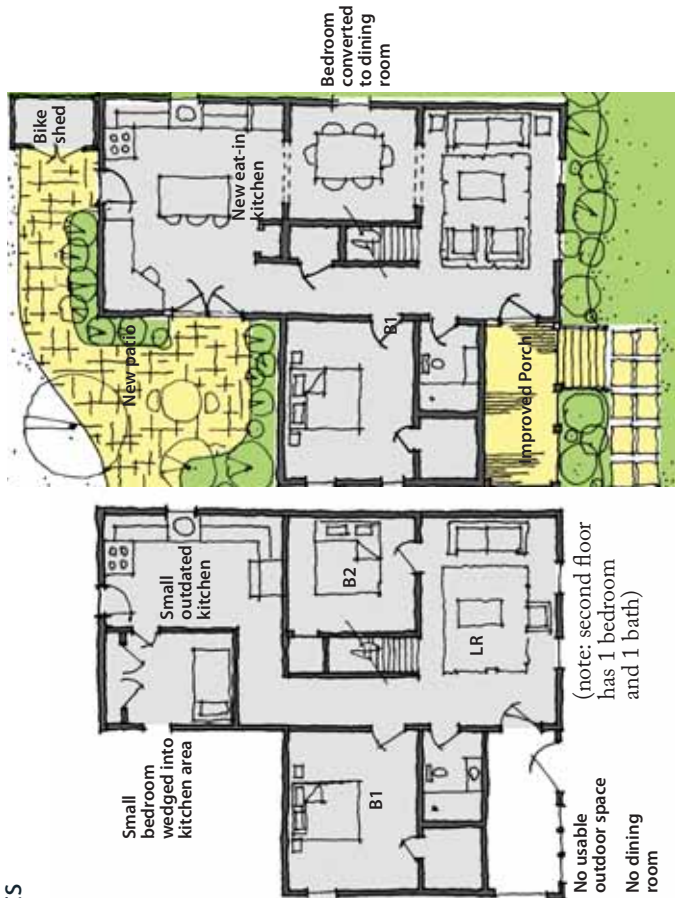 Bike
shed
New eat-in
kitchen
New patio
Bedroom
converted
to dining
room
B1
Improved Porch
Small
outdated
kitchen
Small
bedroom
wedged into
kitchen area
B2
B1
LR
(note: second floor
has 1 bedroom
and 1 bath)
No usable
outdoor space
No dining
room